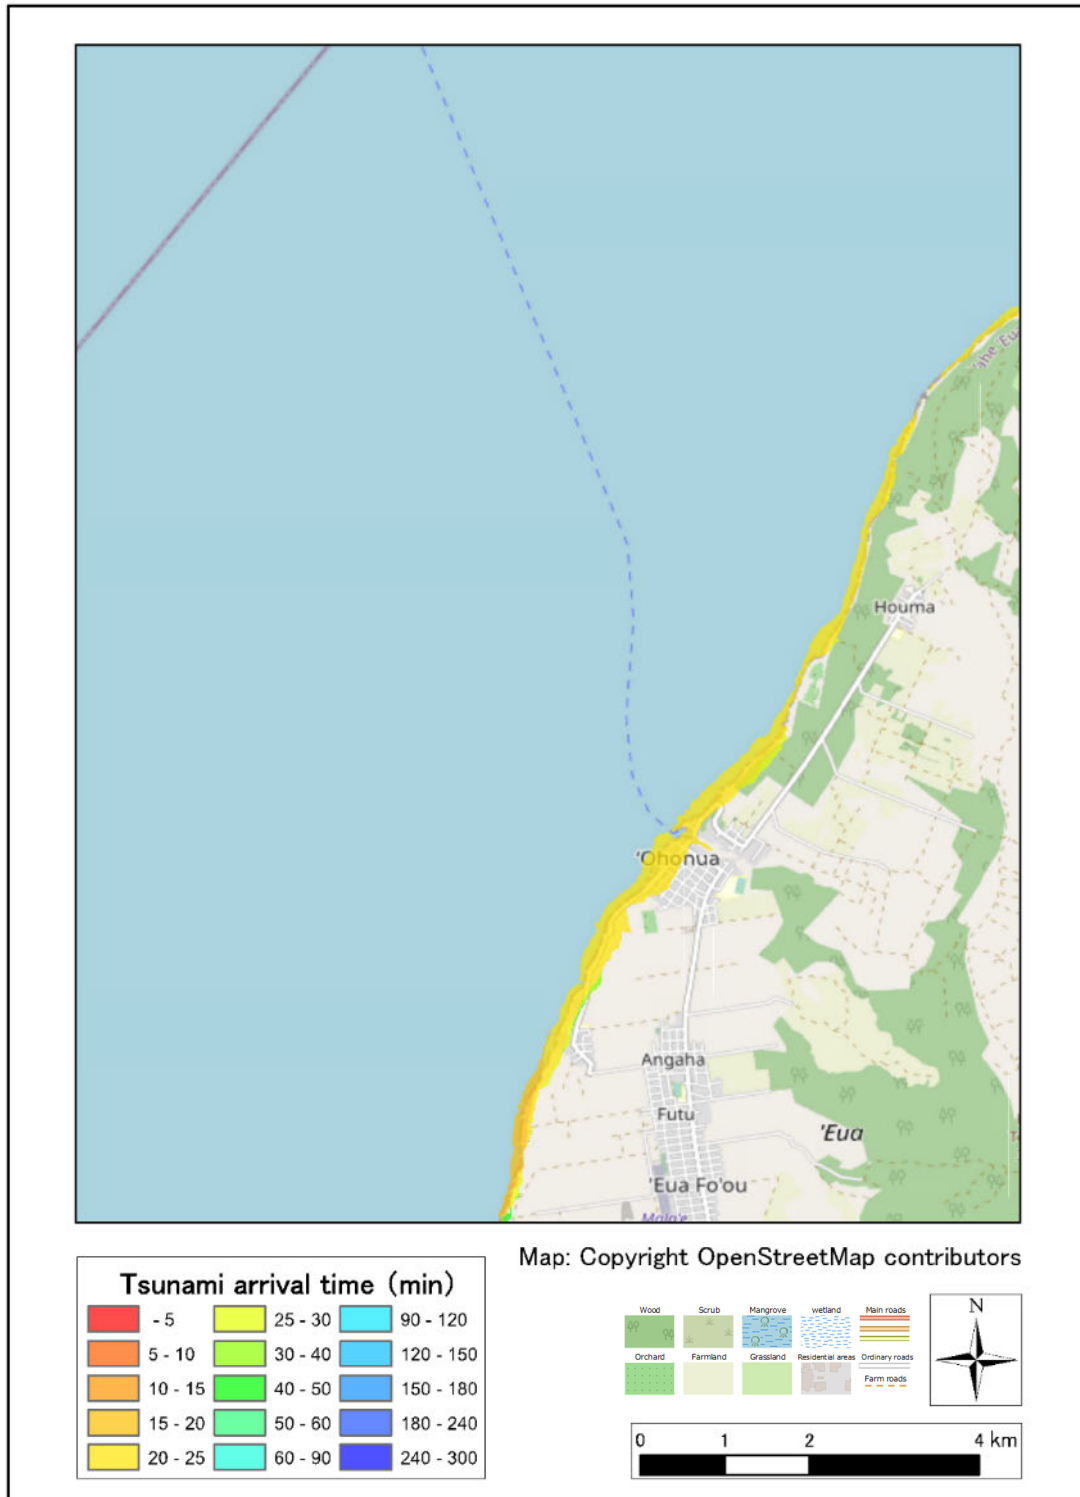 'ahe 'Eu
Houma
'Ohonua
Angaha
Futu
'Eua
'Eua Fo'ou
Mala'e
Map: Copyright OpenStreetMap contributors
Tsunami arrival time (min)
- 5
25 - 30
90 - 120
5 - 10
30 - 40
120 - 150
10 - 15
40 - 50
150 - 180
15 - 20
50 - 60
180 - 240
20 - 25
60 - 90
240 - 300
Wood
Scrub
Mangrove
wetland
Main roads
Orchard
Farmland
Grassland
Residential areas
Ordinary roads
Farm roads
N
0 1 2 4 km